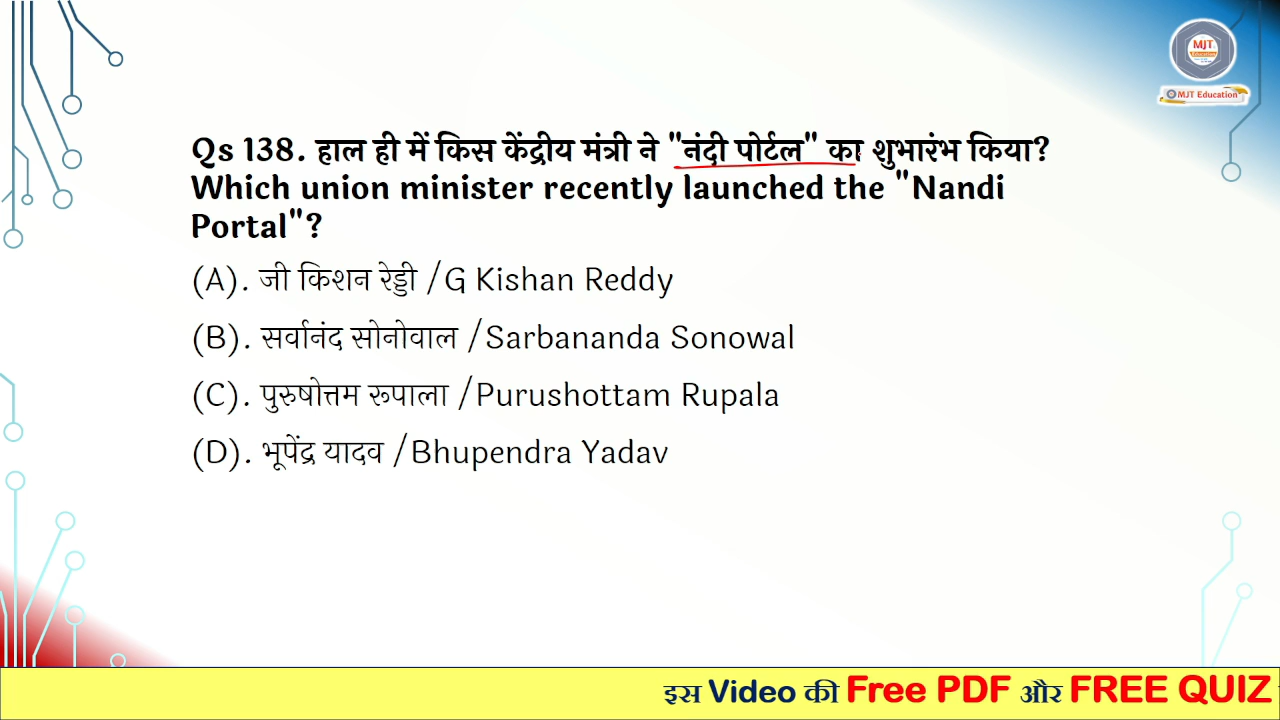 MJT
Education
MJT Education
Qs 138. हाल ही में किस केंद्रीय मंत्री ने "नंदी पोर्टल" का शुभारंभ किया?
Which union minister recently launched the "Nandi
Portal"?
(A). जी किशन रेड्डी /G Kishan Reddy
(B). सर्वानंद सोनोवाल /Sarbananda Sonowal
(C). पुरुषोत्तम रूपाला /Purushottam Rupala
(D). भूपेंद्र यादव /Bhupendra Yadav
इस Video की Free PDF और FREE QUIZ